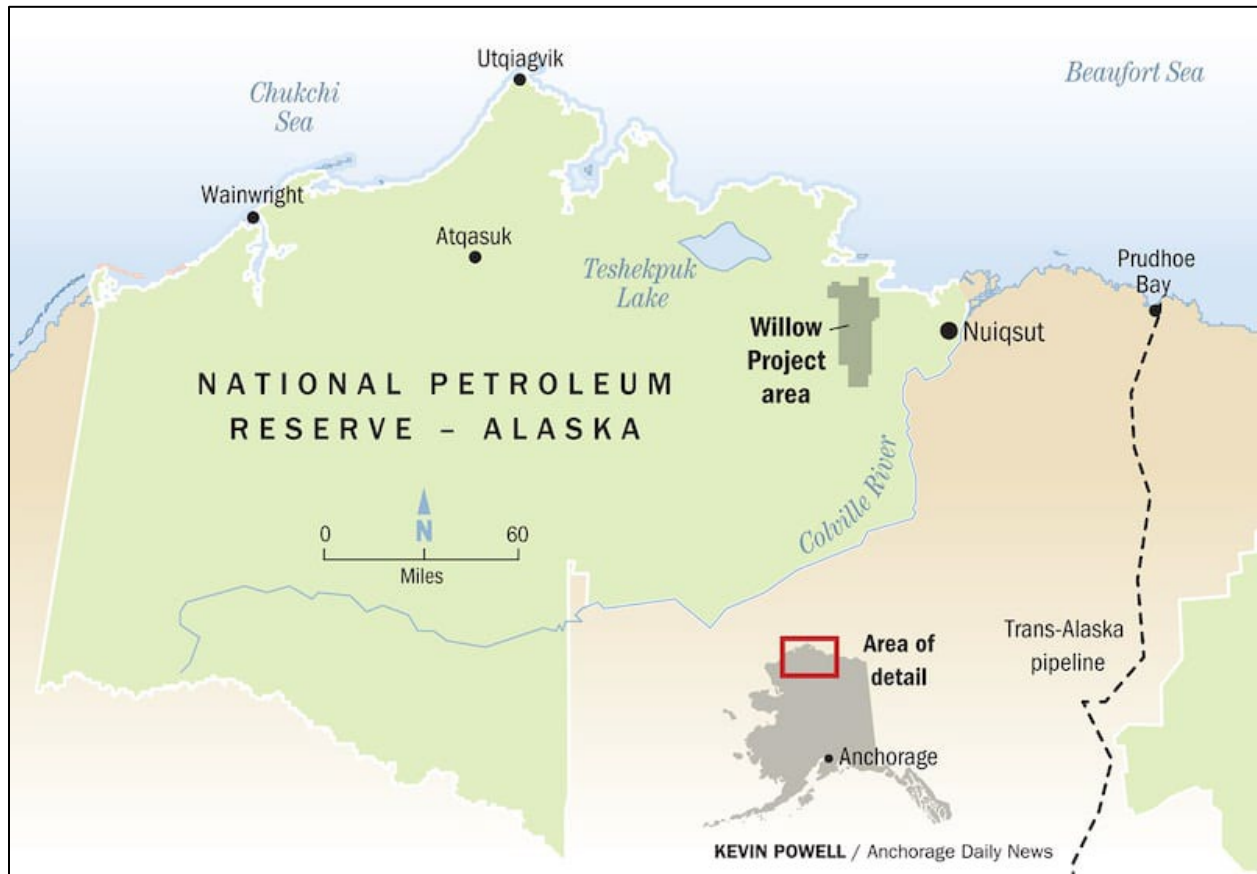 Utqiagvik
Beaufort Sea
Chukchi
Sea
Wainwright
Atqasuk
Teshekpuk
Lake
Prudhoe
Bay
Willow
Project
area
Nuiqsut
NATIONAL PETROLEUM
RESERVE – ALASKA
Colville River
N
0 60
Miles
Trans-Alaska
pipeline
Area of
detail
Anchorage
KEVIN POWELL / Anchorage Daily News